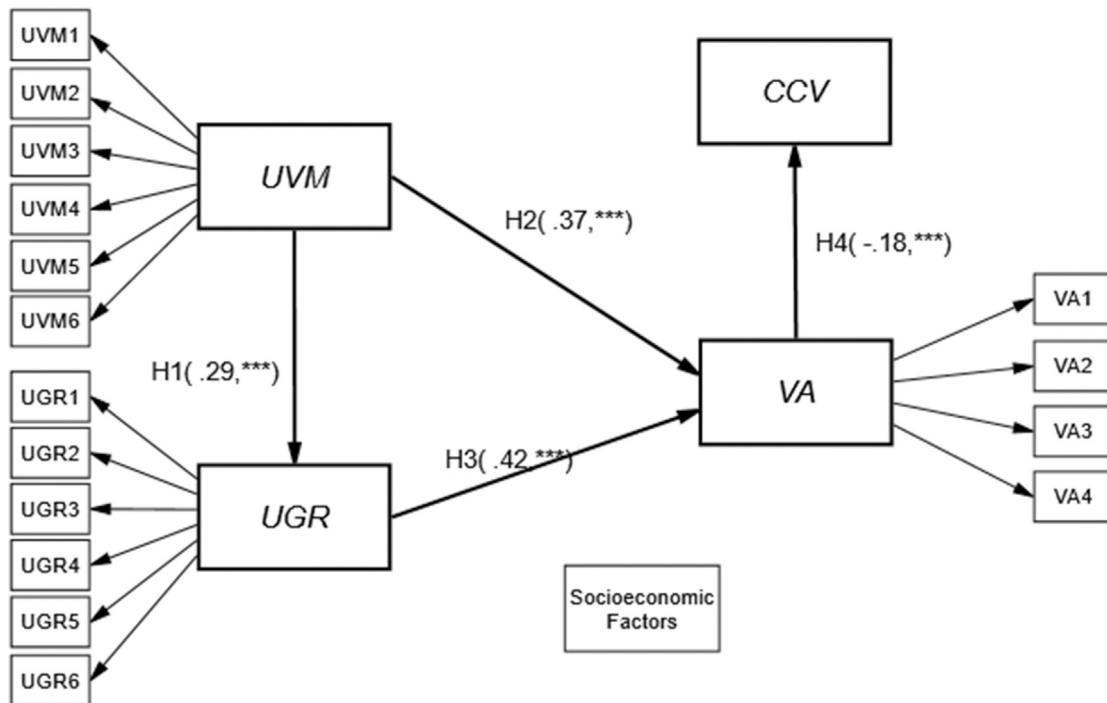 UVM1
UVM2
UVM3
UVM4
UVM5
UVM6
UVM
CCV
H2( .37,***)
H4( -.18,***)
H1( .29,***)
VA
VA1
VA2
VA3
VA4
UGR1
UGR2
UGR3
UGR4
UGR5
UGR6
UGR
H3( .42,***)
Socioeconomic
Factors